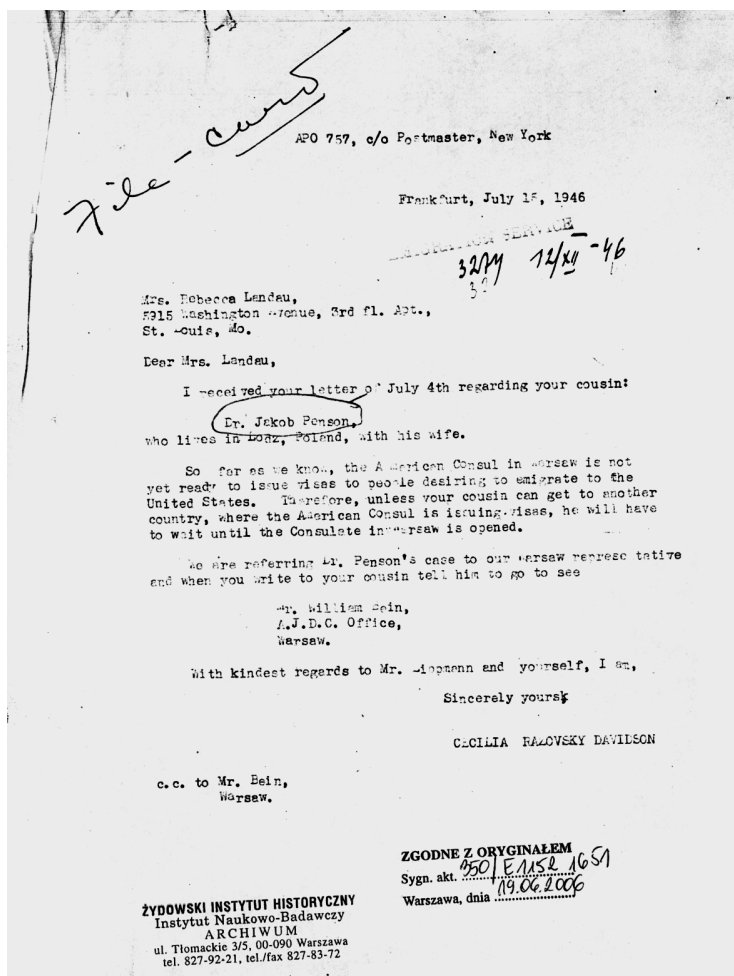 File -
APO 757, c/o Postmaster, New York
Frankfurt, July 15, 1946
EMIGRATION SERVICE
12/XII - 46
Mrs. Rebecca Landau,
5915 Washington Avenue, 3rd fl. Apt.,
St. Louis, Mo.
Dear Mrs. Landau,
I received your letter of July 4th regarding your cousin:
Dr. Jakob Penson,
who lives in Lodz, Poland, with his wife.
So far as we know, the American Consul in Warsaw is not
yet ready to issue visas to people desiring to emigrate to the
United States. Therefore, unless your cousin can get to another
country, where the American Consul is issuing visas, he will have
to wait until the Consulate in Warsaw is opened.
We are referring Dr. Penson's case to our Warsaw represe tative
and when you write to your cousin tell him to go to see
Mr. William Bein,
A.J.D.C. Office,
Warsaw.
With kindest regards to Mr. and yourself, I am,
Sincerely yours
CECILIA RAZOVSKY DAVIDSON
c.c. to Mr. Bein,
Warsaw.
ZGODNE Z ORYGINAŁEM
Sygn. akt. 350/E1152 1651
Warszawa, dnia 19.06.2006
ŻYDOWSKI INSTYTUT HISTORYCZNY
Instytut Naukowo-Badawczy
ARCHIWUM
ul. Tłomackie 3/5, 00-090 Warszawa
tel. 827-92-21, tel./fax 827-83-72